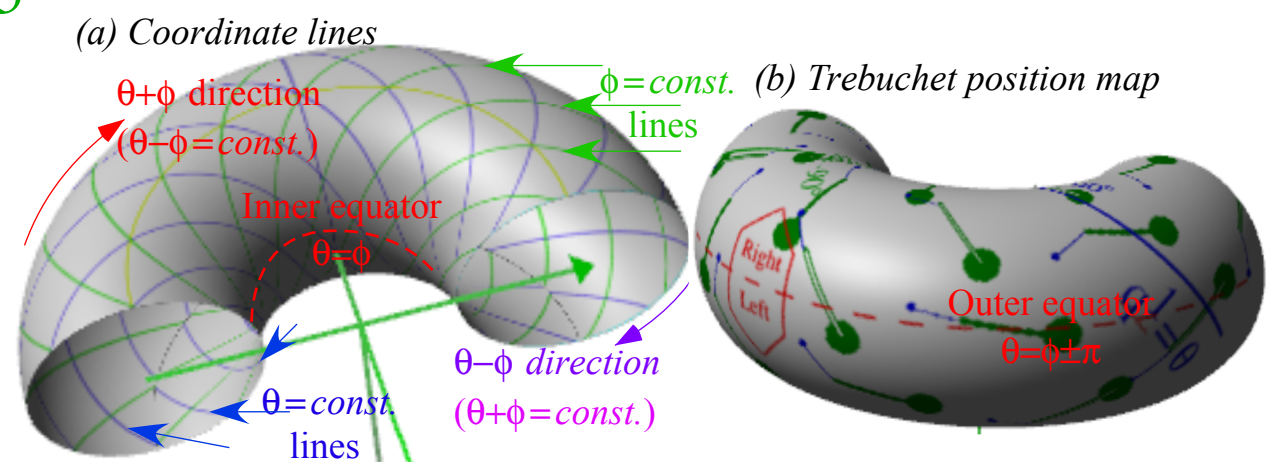 (a) Coordinate lines
θ+φ direction
(θ−φ=const.)
φ=const.
lines
Inner equator
θ=φ
θ−φ direction
(θ+φ=const.)
θ=const.
lines
(b) Trebuchet position map
Right
Left
Outer equator
θ=φ±π